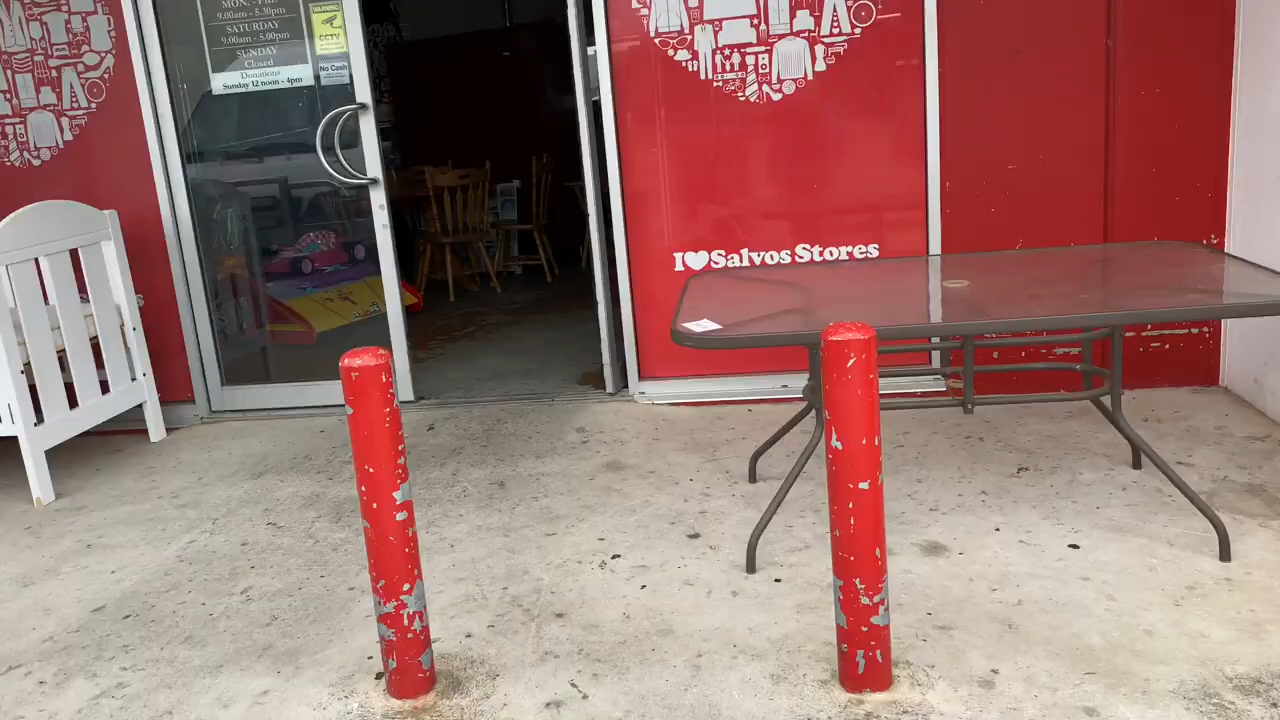 MON. - FRI.
9.00am - 5.30pm
SATURDAY
9.00am - 5.00pm
SUNDAY
Closed
Donations
Sunday 12 noon - 4pm
CCTV
No Cash
I Salvos Stores